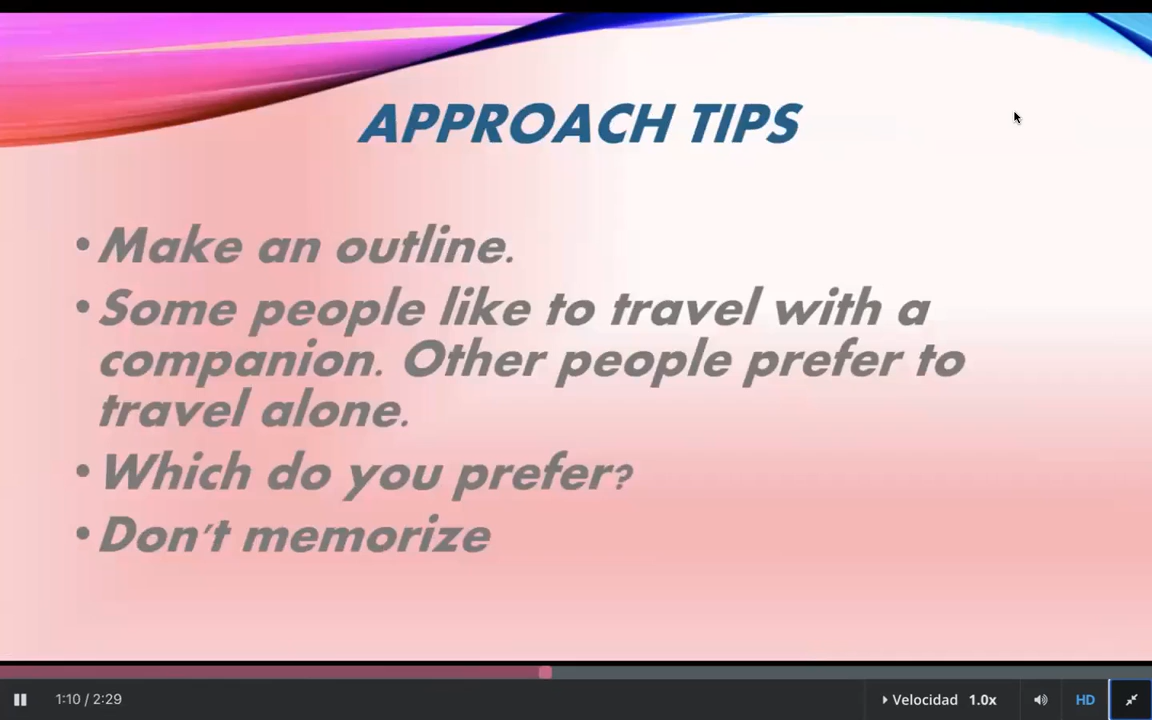 APPROACH TIPS
• Make an outline.
• Some people like to travel with a
companion. Other people prefer to
travel alone.
• Which do you prefer?
• Don't memorize
1:10 / 2:29
Velocidad 1.0x
HD